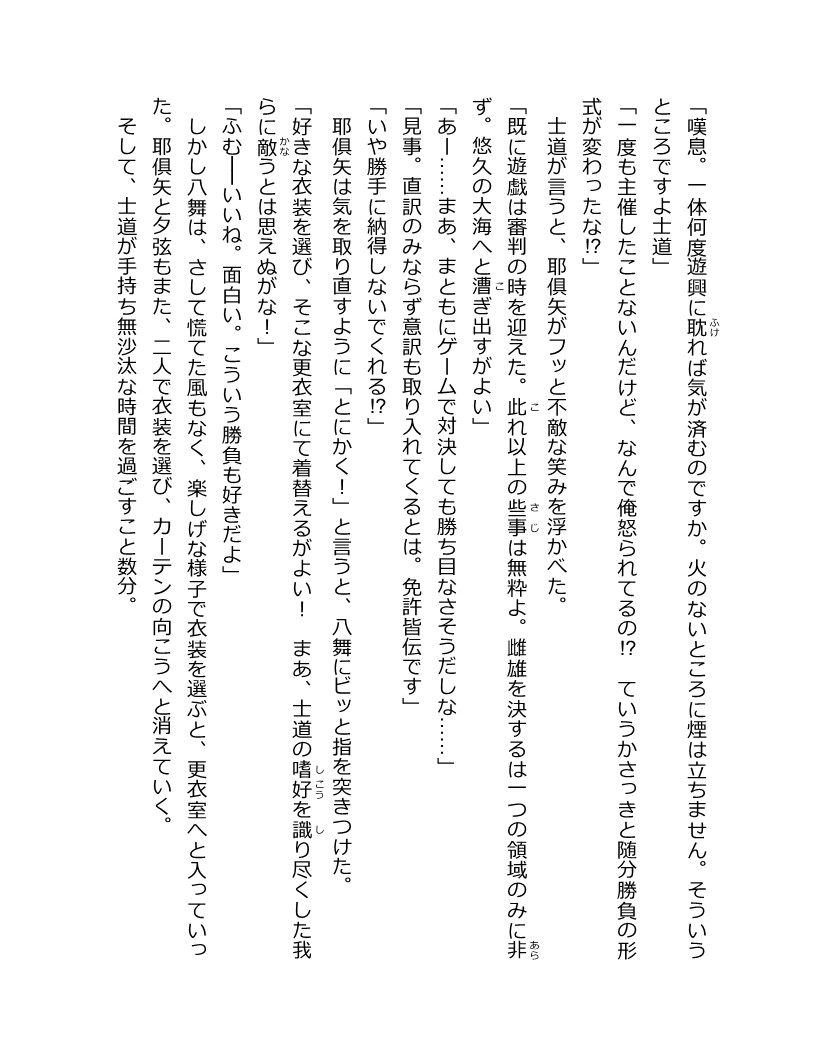 「嘆息。一体何度遊興に耽れば気が済むのですか。火のないところに煙は立ちません。そういう
ところですよ士道」
「一度も主催したことないんだけど、なんで俺怒られてるの!?　ていうかさっきと随分勝負の形
式が変わったな!?」
　士道が言うと、耶倶矢がフッと不敵な笑みを浮かべた。
「既に遊戯は審判の時を迎えた。此れ以上の些事は無粋よ。雌雄を決するは一つの領域のみに非
ず。悠久の大海へと漕ぎ出すがよい」
「あー……まあ、まともにゲームで対決しても勝ち目なさそうだしな……」
「見事。直訳のみならず意訳も取り入れてくるとは。免許皆伝です」
「いや勝手に納得しないでくれる!?」
　耶倶矢は気を取り直すように「とにかく！」と言うと、八舞にビッと指を突きつけた。
「好きな衣装を選び、そこな更衣室にて着替えるがよい！　まあ、士道の嗜好を識り尽くした我
らに敵うとは思えぬがな！」
「ふむ――いいね。面白い。こういう勝負も好きだよ」
　しかし八舞は、さして慌てた風もなく、楽しげな様子で衣装を選ぶと、更衣室へと入っていっ
た。耶倶矢と夕弦もまた、二人で衣装を選び、カーテンの向こうへと消えていく。
　そして、士道が手持ち無沙汰な時間を過ごすこと数分。